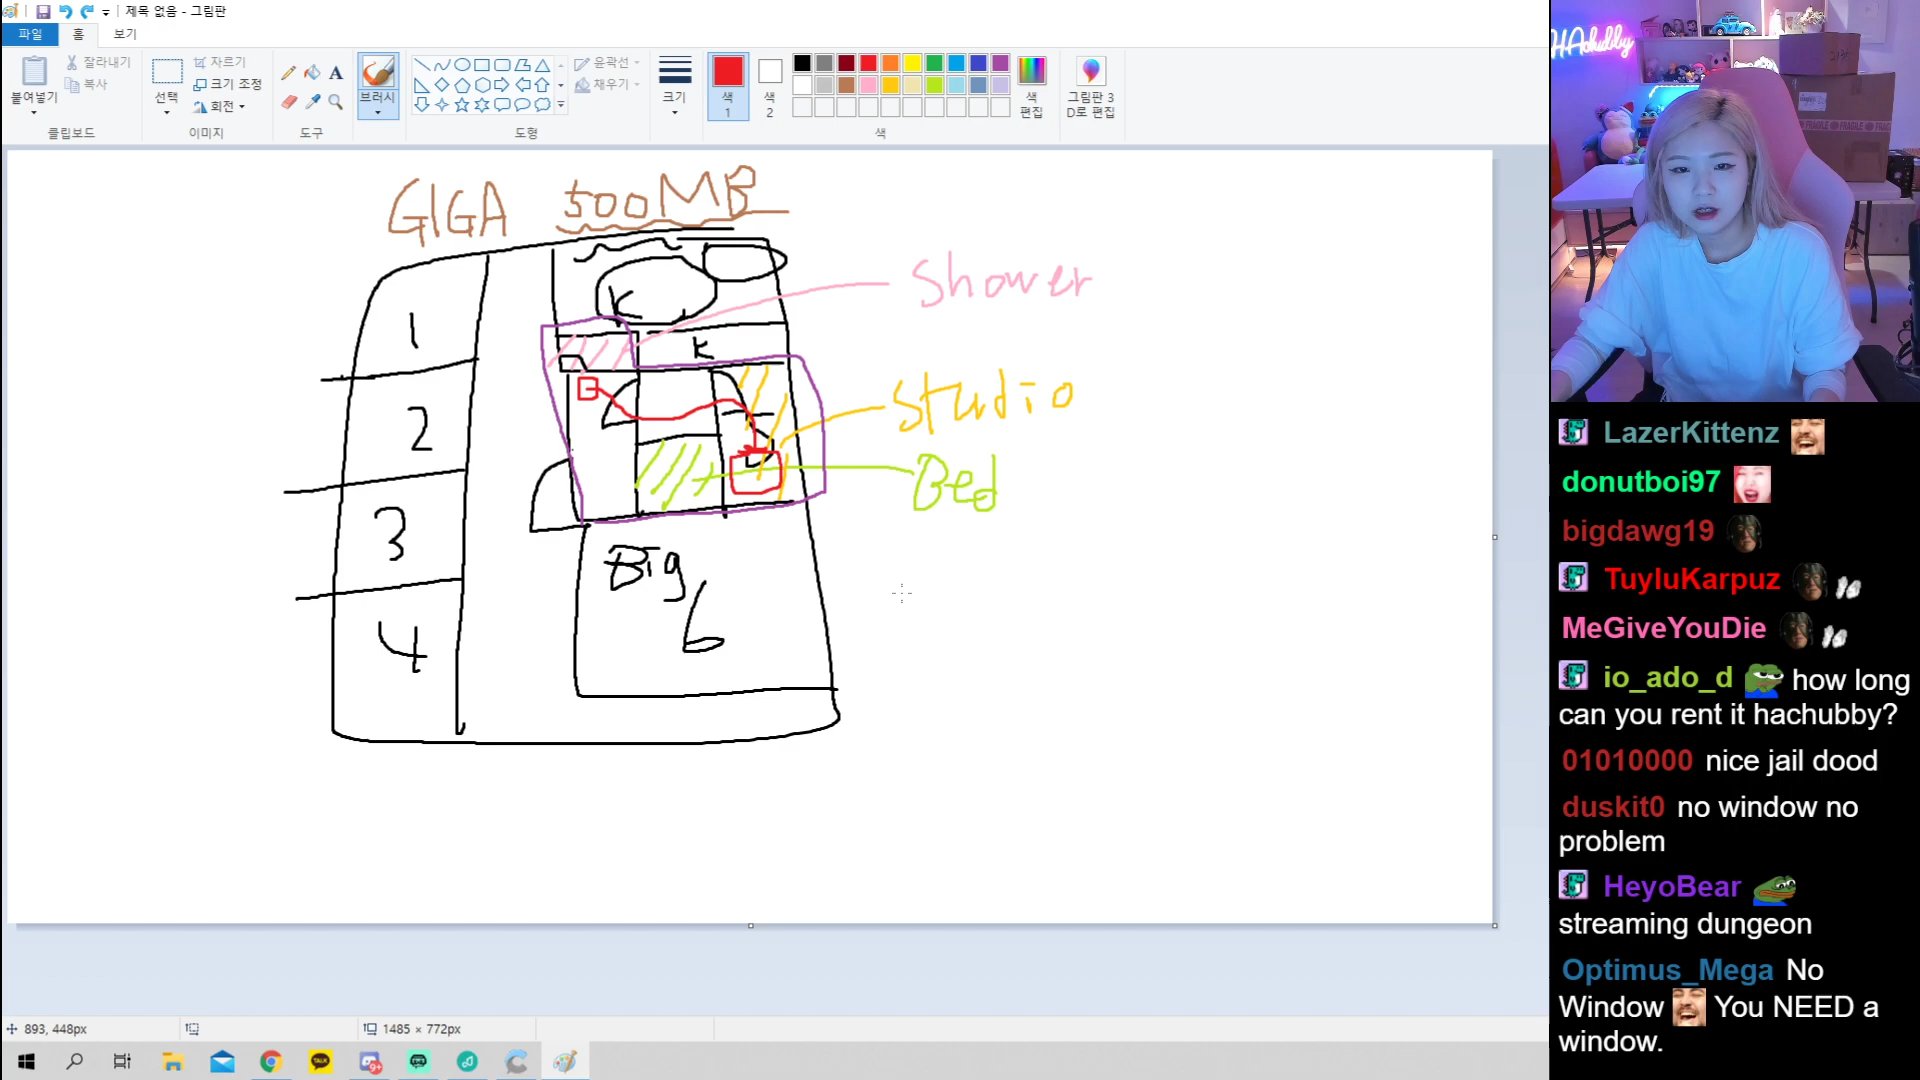 제목 없음 - 그림판
파일 홈 보기
붙여넣기
잘라내기
복사
클립보드
선택
자르기
크기 조정
회전
이미지
A
도구
브러시
윤곽선
채우기
도형
크기
색
1
색
2
색
색
편집
그림판 3
D로 편집
GIGA 500MB
1
2
3
4
K
K
Shower
Studio
Bed
Big
6
893, 448px
1485 × 772px
HAchubby
FRAGILE FRAGILE
LazerKittenz
donutboi97
bigdawg19
TuyluKarpuz
MeGiveYouDie
io_ado_d how long
can you rent it hachubby?
01010000 nice jail dood
duskit0 no window no
problem
HeyoBear
streaming dungeon
Optimus_Mega No
Window You NEED a
window.
TALK
9+